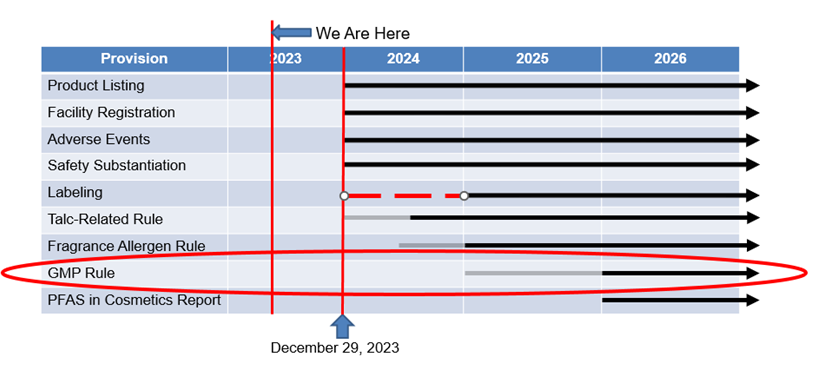 We Are Here
Provision 2023 2024 2025 2026
Product Listing
Facility Registration
Adverse Events
Safety Substantiation
Labeling
Talc-Related Rule
Fragrance Allergen Rule
GMP Rule
PFAS in Cosmetics Report
December 29, 2023